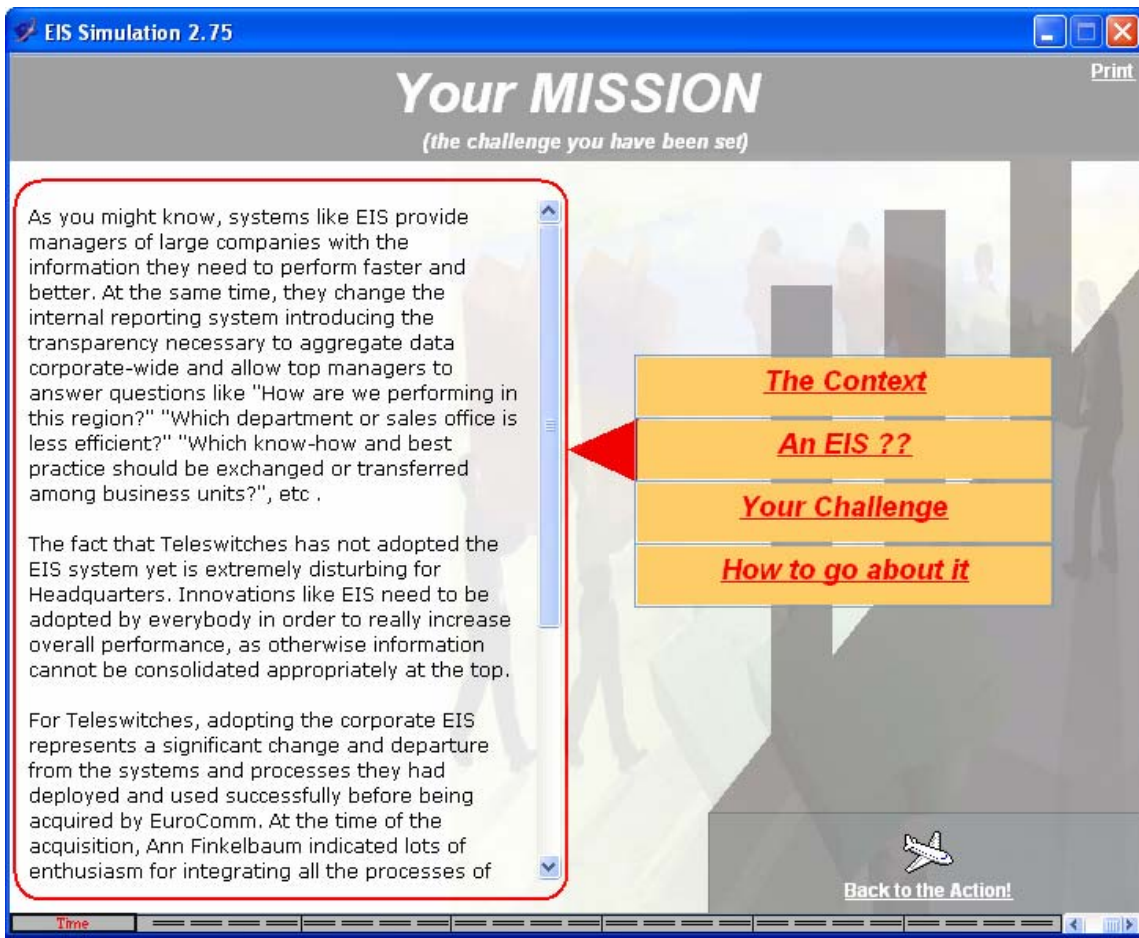 EIS Simulation 2.75
Print
Your MISSION
(the challenge you have been set)
As you might know, systems like EIS provide
managers of large companies with the
information they need to perform faster and
better. At the same time, they change the
internal reporting system introducing the
transparency necessary to aggregate data
corporate-wide and allow top managers to
answer questions like "How are we performing in
this region?" "Which department or sales office is
less efficient?" "Which know-how and best
practice should be exchanged or transferred
among business units?", etc .
The fact that Teleswitches has not adopted the
EIS system yet is extremely disturbing for
Headquarters. Innovations like EIS need to be
adopted by everybody in order to really increase
overall performance, as otherwise information
cannot be consolidated appropriately at the top.
For Teleswitches, adopting the corporate EIS
represents a significant change and departure
from the systems and processes they had
deployed and used successfully before being
acquired by EuroComm. At the time of the
acquisition, Ann Finkelbaum indicated lots of
enthusiasm for integrating all the processes of
The Context
An EIS ??
Your Challenge
How to go about it
Back to the Action!
Time